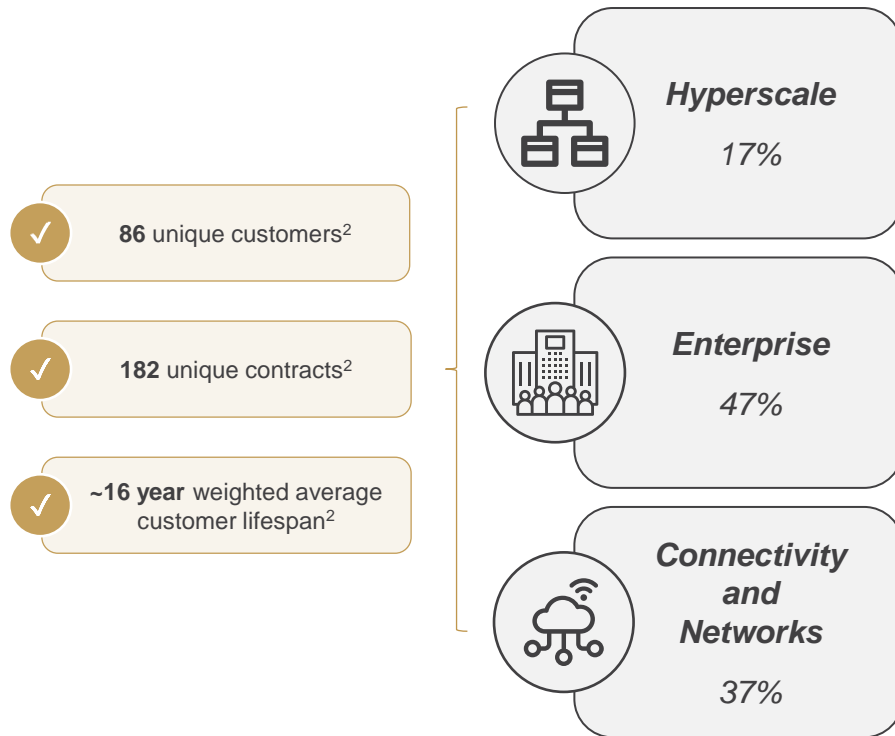 86 unique customers²
182 unique contracts²
~16 year weighted average
customer lifespan²
Hyperscale
17%
Enterprise
47%
Connectivity
and
Networks
37%